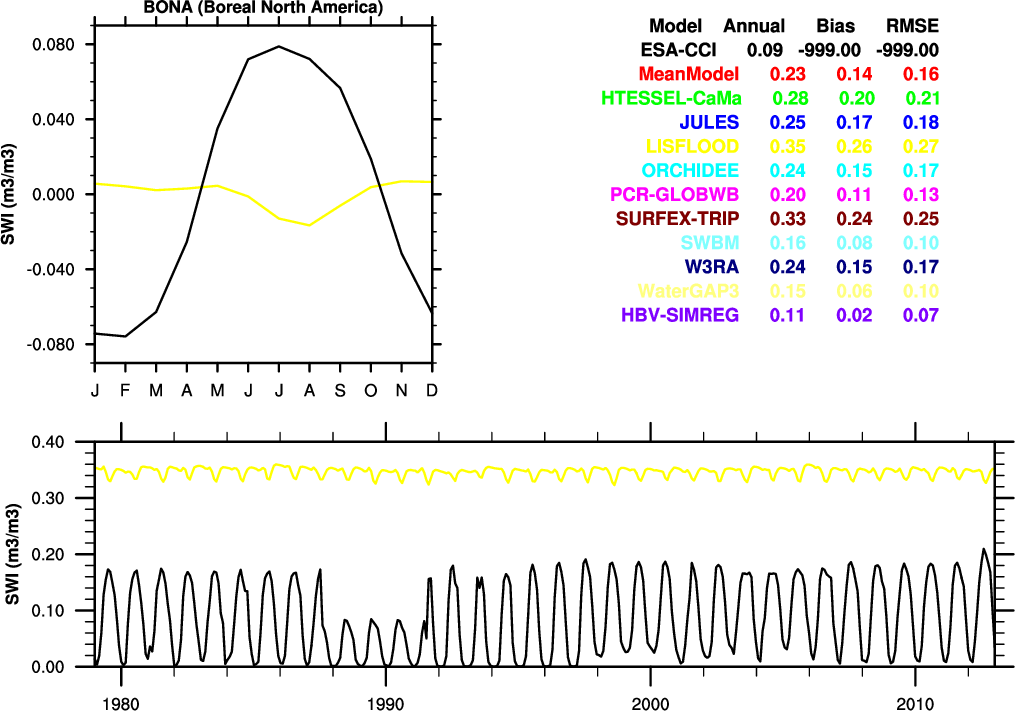 BONA (Boreal North America)
SWI (m3/m3)
0.080
0.040
0.000
-0.040
-0.080
J F M A M J J A S O N D
Model Annual Bias RMSE
ESA-CCI 0.09 -999.00 -999.00
MeanModel 0.23 0.14 0.16
HTESSEL-CaMa 0.28 0.20 0.21
JULES 0.25 0.17 0.18
LISFLOOD 0.35 0.26 0.27
ORCHIDEE 0.24 0.15 0.17
PCR-GLOBWB 0.20 0.11 0.13
SURFEX-TRIP 0.33 0.24 0.25
SWBM 0.16 0.08 0.10
W3RA 0.24 0.15 0.17
WaterGAP3 0.15 0.06 0.10
HBV-SIMREG 0.11 0.02 0.07
SWI (m3/m3)
0.40
0.30
0.20
0.10
0.00
1980 1990 2000 2010